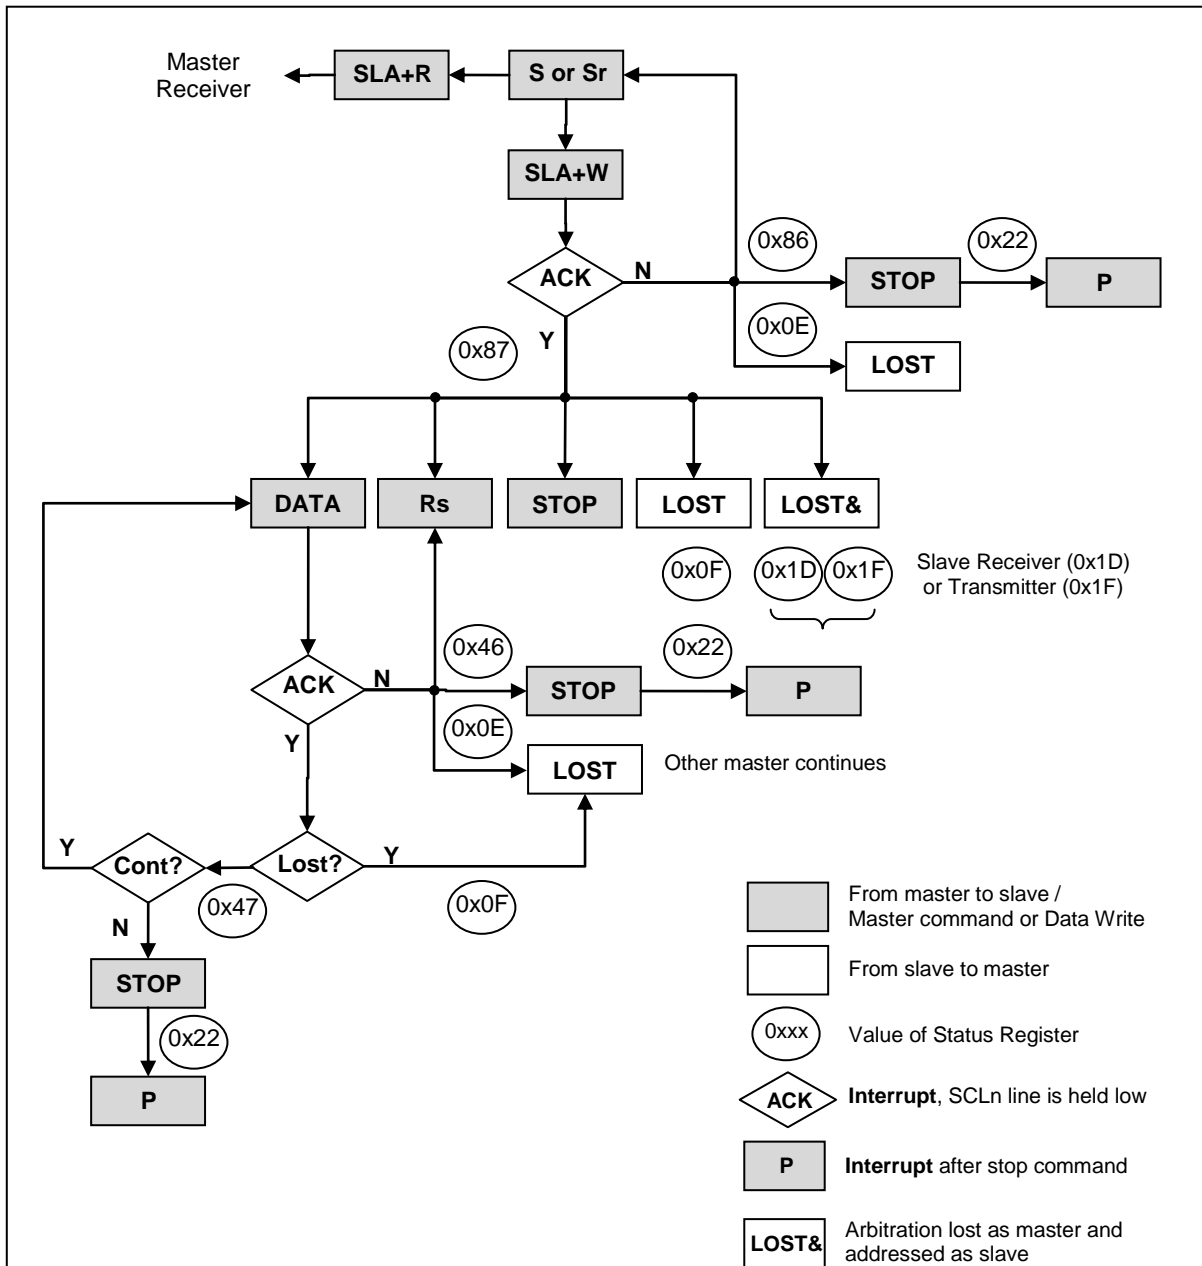 Master
Receiver
SLA+R
S or Sr
SLA+W
ACK
N
0x86
0x22
STOP
P
0x0E
LOST
Y
0x87
DATA
Rs
STOP
LOST
LOST&
0x0F
0x1D
0x1F
Slave Receiver (0x1D)
or Transmitter (0x1F)
ACK
N
0x46
0x22
STOP
P
0x0E
Y
LOST
Other master continues
Y
Cont?
Lost?
Y
0x47
0x0F
N
STOP
0x22
P
From master to slave /
Master command or Data Write
From slave to master
0xxx
Value of Status Register
ACK
Interrupt, SCLn line is held low
P
Interrupt after stop command
LOST&
Arbitration lost as master and
addressed as slave